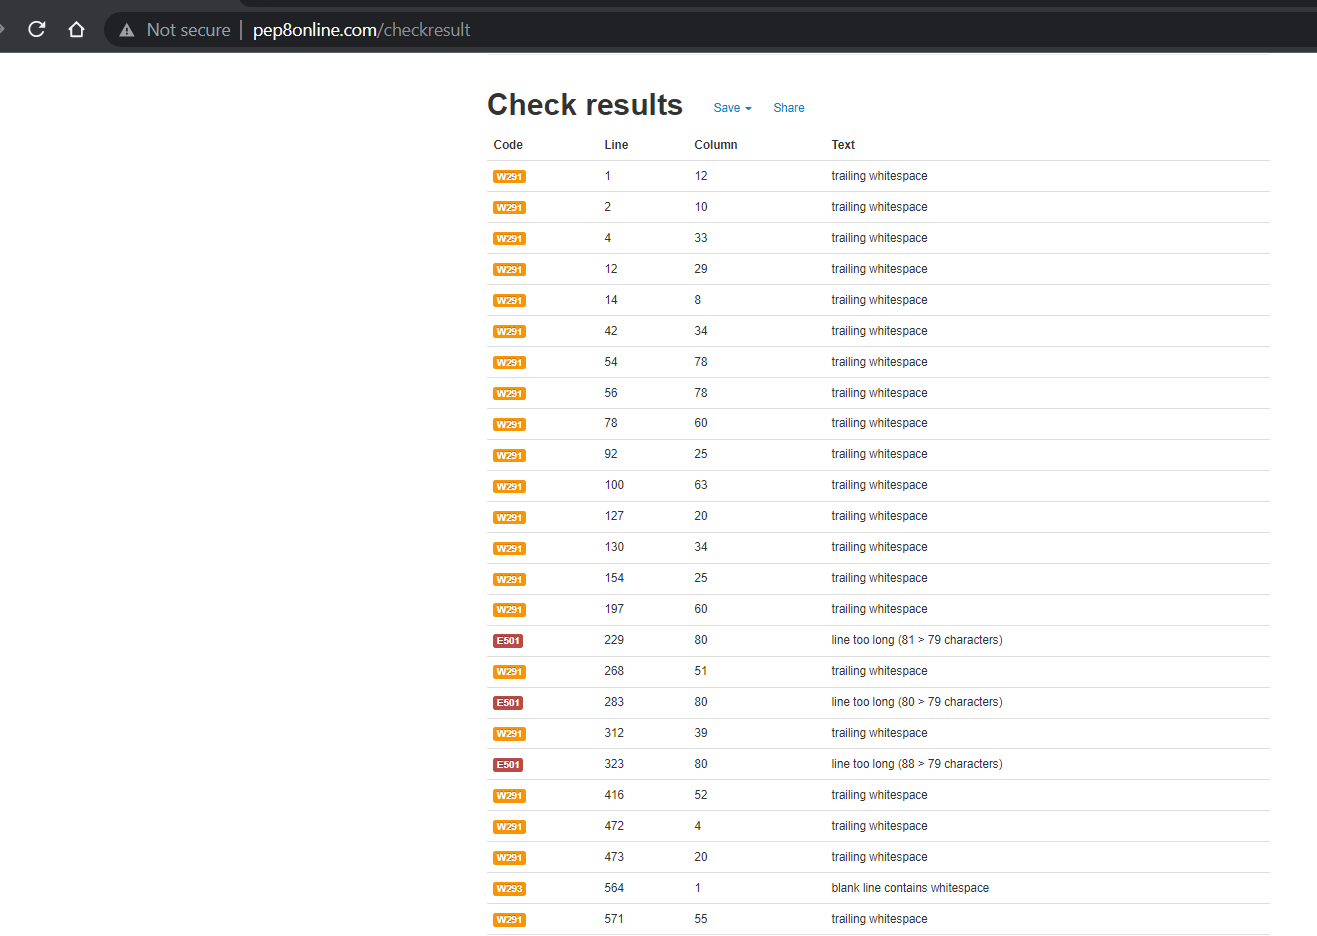 Not secure | pep8online.com/checkresult
Check results Save Share
Code Line Column Text
W291 1 12 trailing whitespace
W291 2 10 trailing whitespace
W291 4 33 trailing whitespace
W291 12 29 trailing whitespace
W291 14 8 trailing whitespace
W291 42 34 trailing whitespace
W291 54 78 trailing whitespace
W291 56 78 trailing whitespace
W291 78 60 trailing whitespace
W291 92 25 trailing whitespace
W291 100 63 trailing whitespace
W291 127 20 trailing whitespace
W291 130 34 trailing whitespace
W291 154 25 trailing whitespace
W291 197 60 trailing whitespace
E501 229 80 line too long (81 > 79 characters)
W291 268 51 trailing whitespace
E501 283 80 line too long (80 > 79 characters)
W291 312 39 trailing whitespace
E501 323 80 line too long (88 > 79 characters)
W291 416 52 trailing whitespace
W291 472 4 trailing whitespace
W291 473 20 trailing whitespace
W293 564 1 blank line contains whitespace
W291 571 55 trailing whitespace